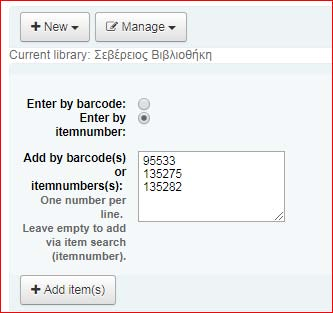 + New
Manage
Current library: Σεβέρειος Βιβλιοθήκη
Enter by barcode:
Enter by
itemnumber:
Add by barcode(s)
or
itemnumbers(s):
One number per
line.
Leave empty to add
via item search
(itemnumber).
95533
135275
135282
+ Add item(s)